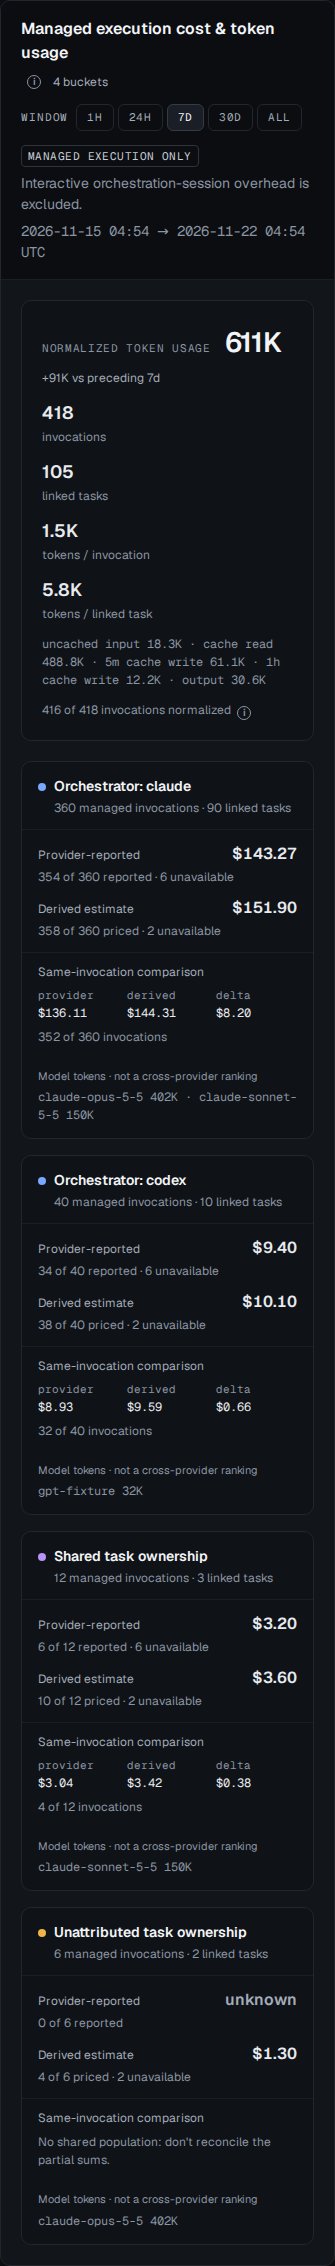 Managed execution cost & token
usage
4 buckets
WINDOW 1H 24H 7D 30D ALL
MANAGED EXECUTION ONLY
Interactive orchestration-session overhead is
excluded.
2026-11-15 04:54 → 2026-11-22 04:54
UTC
NORMALIZED TOKEN USAGE 611K
+91K vs preceding 7d
418
invocations
105
linked tasks
1.5K
tokens / invocation
5.8K
tokens / linked task
uncached input 18.3K · cache read
488.8K · 5m cache write 61.1K · 1h
cache write 12.2K · output 30.6K
416 of 418 invocations normalized
Orchestrator: claude
360 managed invocations · 90 linked tasks
Provider-reported $143.27
354 of 360 reported · 6 unavailable
Derived estimate $151.90
358 of 360 priced · 2 unavailable
Same-invocation comparison
provider derived delta
$136.11 $144.31 $8.20
352 of 360 invocations
Model tokens · not a cross-provider ranking
claude-opus-5-5 402K · claude-sonnet-
5-5 150K
Orchestrator: codex
40 managed invocations · 10 linked tasks
Provider-reported $9.40
34 of 40 reported · 6 unavailable
Derived estimate $10.10
38 of 40 priced · 2 unavailable
Same-invocation comparison
provider derived delta
$8.93 $9.59 $0.66
32 of 40 invocations
Model tokens · not a cross-provider ranking
gpt-fixture 32K
Shared task ownership
12 managed invocations · 3 linked tasks
Provider-reported $3.20
6 of 12 reported · 6 unavailable
Derived estimate $3.60
10 of 12 priced · 2 unavailable
Same-invocation comparison
provider derived delta
$3.04 $3.42 $0.38
4 of 12 invocations
Model tokens · not a cross-provider ranking
claude-sonnet-5-5 150K
Unattributed task ownership
6 managed invocations · 2 linked tasks
Provider-reported unknown
0 of 6 reported
Derived estimate $1.30
4 of 6 priced · 2 unavailable
Same-invocation comparison
No shared population: don't reconcile the
partial sums.
Model tokens · not a cross-provider ranking
claude-opus-5-5 402K